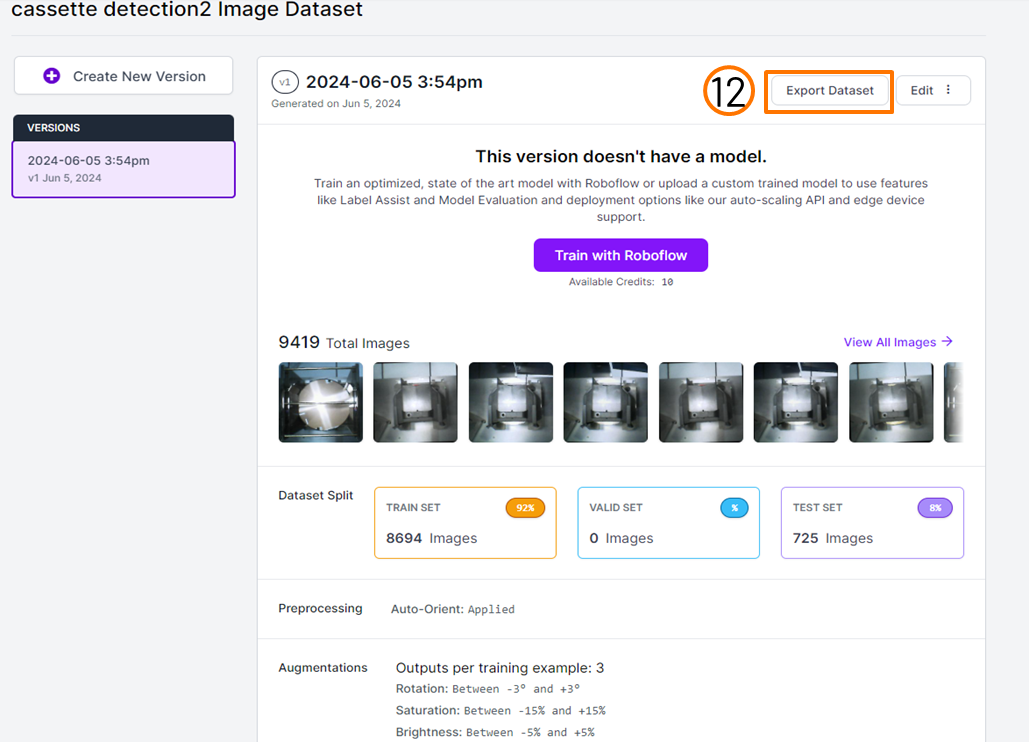 cassette detection2 Image Dataset
Create New Version
VERSIONS
2024-06-05 3:54pm
v1 Jun 5, 2024
v1 2024-06-05 3:54pm
Generated on Jun 5, 2024
12
Export Dataset
Edit
This version doesn't have a model.
Train an optimized, state of the art model with Roboflow or upload a custom trained model to use features
like Label Assist and Model Evaluation and deployment options like our auto-scaling API and edge device
support.
Train with Roboflow
Available Credits: 10
9419 Total Images
View All Images →
Dataset Split
TRAIN SET 92%
8694 Images
VALID SET %
0 Images
TEST SET 8%
725 Images
Preprocessing
Auto-Orient: Applied
Augmentations
Outputs per training example: 3
Rotation: Between -3° and +3°
Saturation: Between -15% and +15%
Brightness: Between -5% and +5%